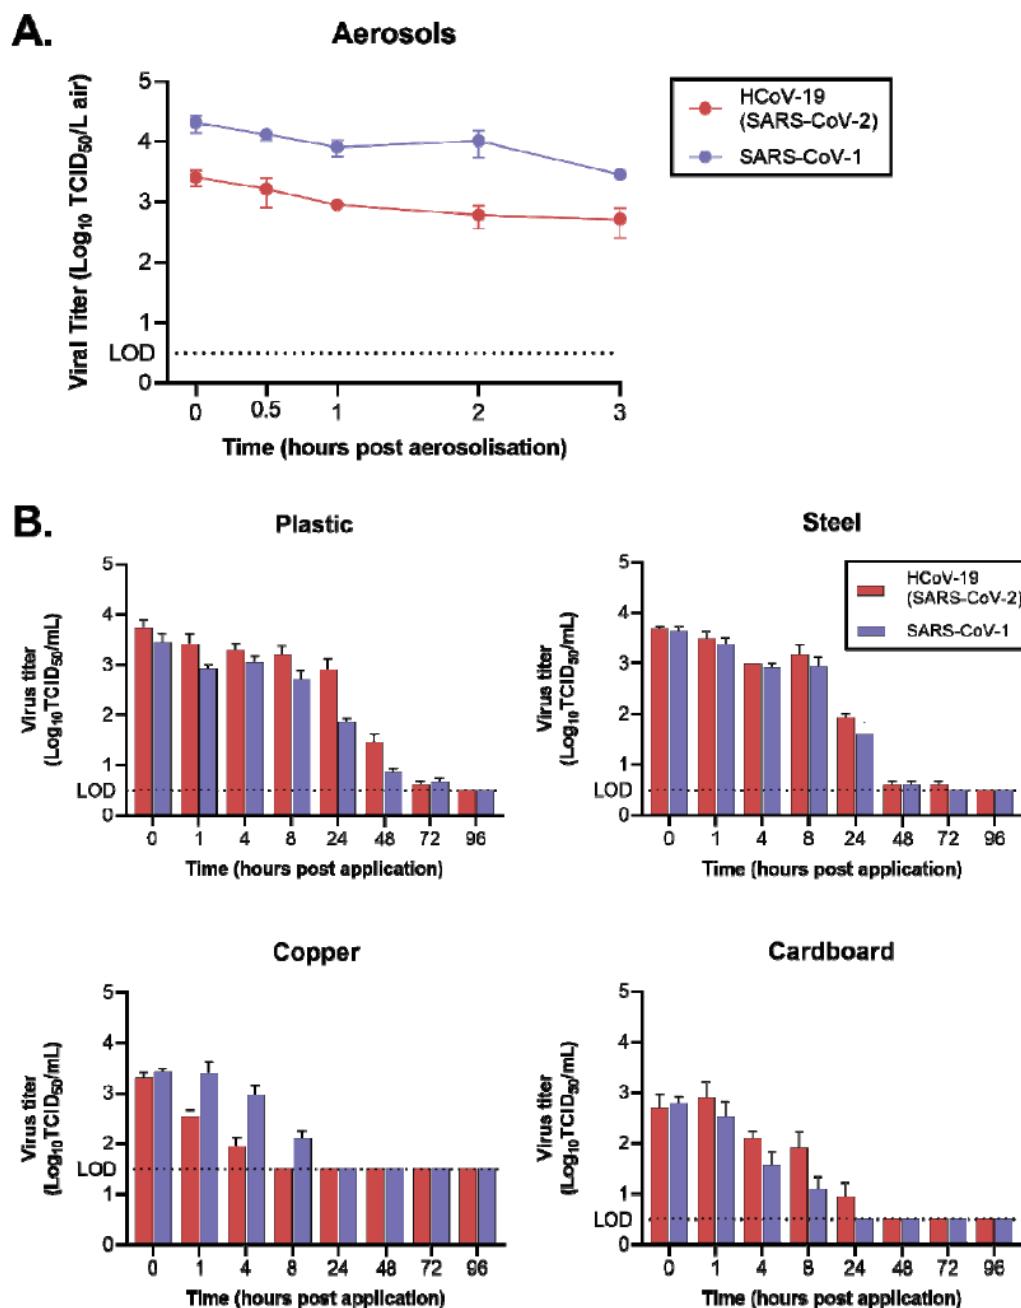 A.
Aerosols
Viral Titer (Log10 TCID50/L air)
5
4
3
2
1
LOD
0
0 0.5 1 2 3
Time (hours post aerosolisation)
HCoV-19
(SARS-CoV-2)
SARS-CoV-1
B.
Plastic
Virus titer
(Log10TCID50/mL)
5
4
3
2
1
LOD
0
0 1 4 8 24 48 72 96
Time (hours post application)
Steel
Virus titer
(Log10TCID50/mL)
5
4
3
2
1
LOD
0
0 1 4 8 24 48 72 96
Time (hours post application)
HCoV-19
(SARS-CoV-2)
SARS-CoV-1
Copper
Virus titer
(Log10TCID50/mL)
5
4
3
2
LOD
1
0
0 1 4 8 24 48 72 96
Time (hours post application)
Cardboard
Virus titer
(Log10TCID50/mL)
5
4
3
2
1
LOD
0
0 1 4 8 24 48 72 96
Time (hours post application)